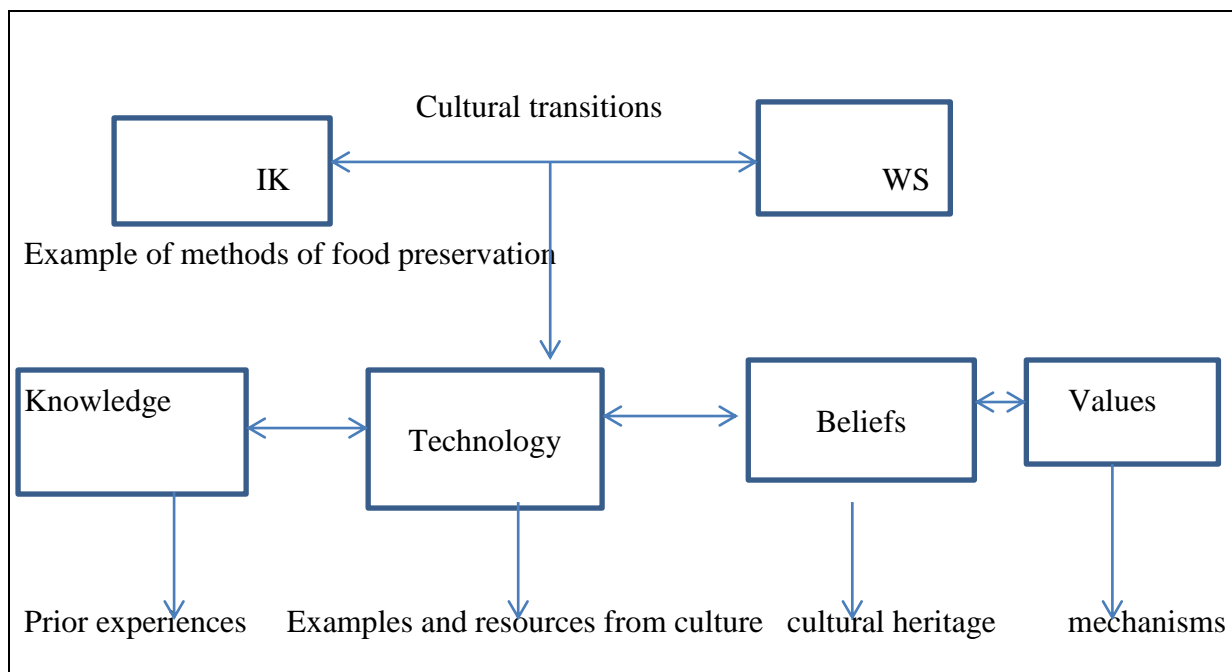 Cultural transitions
IK
WS
Example of methods of food preservation
Knowledge
Technology
Beliefs
Values
Prior experiences
Examples and resources from culture
cultural heritage
mechanisms